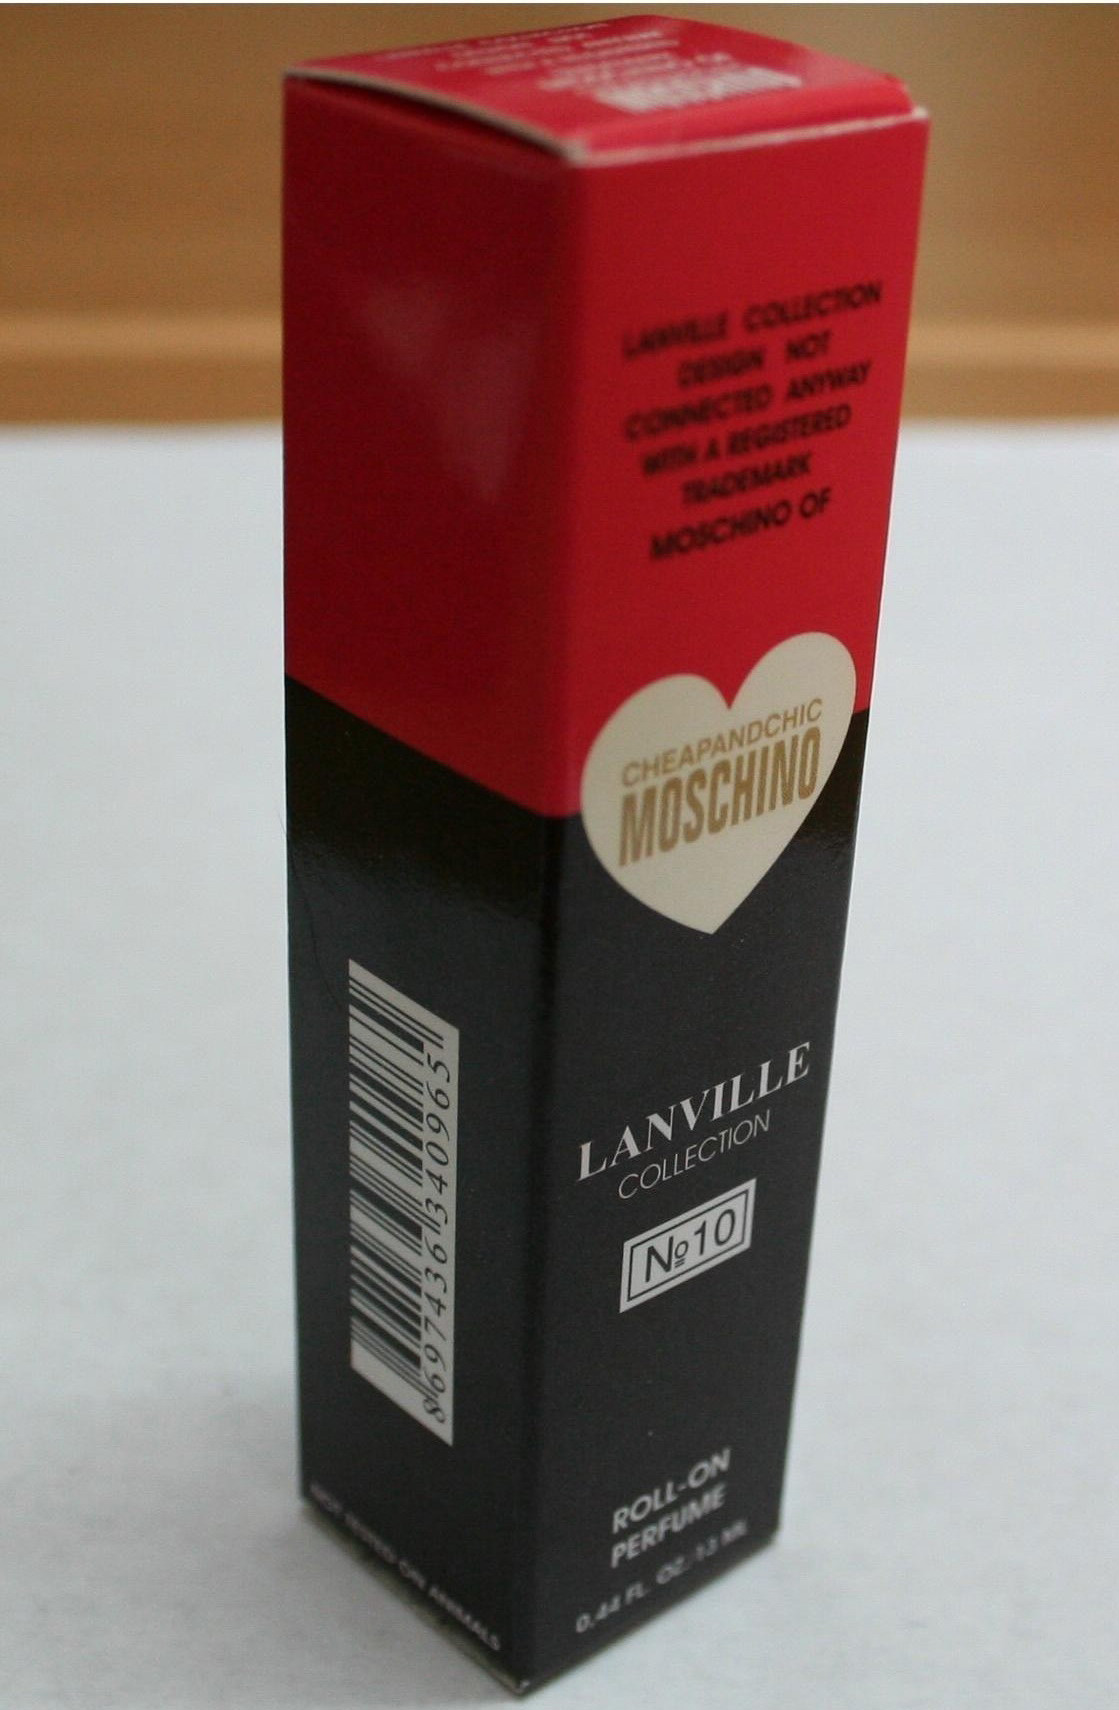 MOSCHINO
LANVILLE COLLECTION
DESIGN NOT
CONNECTED ANYWAY
WITH A REGISTERED
TRADEMARK
MOSCHINO OF
CHEAPANDCHIC
MOSCHINO
LANVILLE
COLLECTION
№10
ROLL-ON
PERFUME
0.44 FL. OZ. 13 ML
8697436340965
NOT TESTED ON ANIMALS